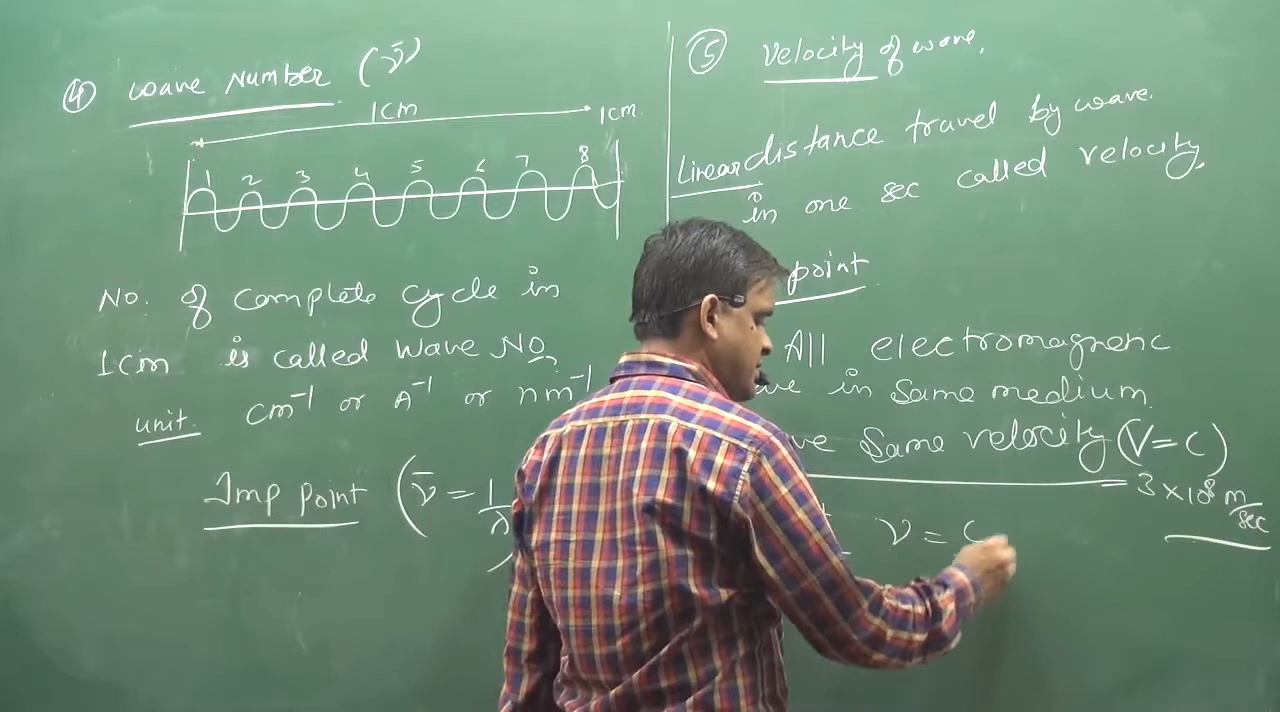 ④ Wave Number (ν̄)
1cm
1cm
1 2 3 4 5 6 7 8
No. of complete cycle in
1cm is called wave No
unit. cm⁻¹ or A⁻¹ or nm⁻¹
Imp point (ν̄ = 1/λ
⑤ Velocity of wave.
Linear distance travel by wave.
in one sec called velocity,
point
All electromagnetic
in same medium.
same velocity (V = C)
= 3 × 10⁸ m/sec
ν = C